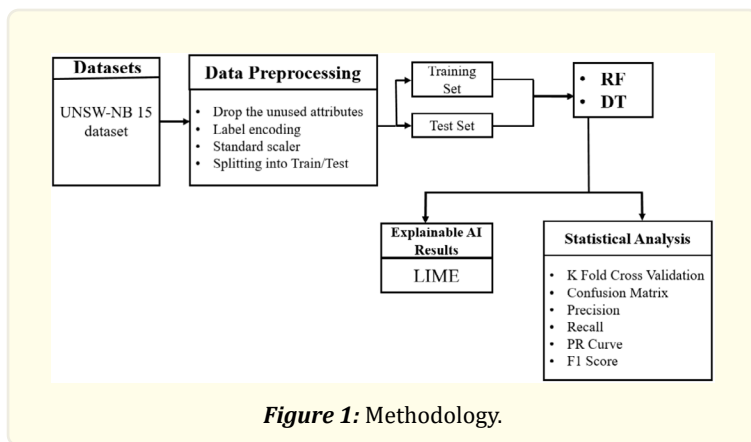 Datasets
UNSW-NB 15
dataset
Data Preprocessing
• Drop the unused attributes
• Label encoding
• Standard scaler
• Splitting into Train/Test
Training
Set
Test Set
• RF
• DT
Explainable AI
Results
LIME
Statistical Analysis
• K Fold Cross Validation
• Confusion Matrix
• Precision
• Recall
• PR Curve
• F1 Score
Figure 1: Methodology.